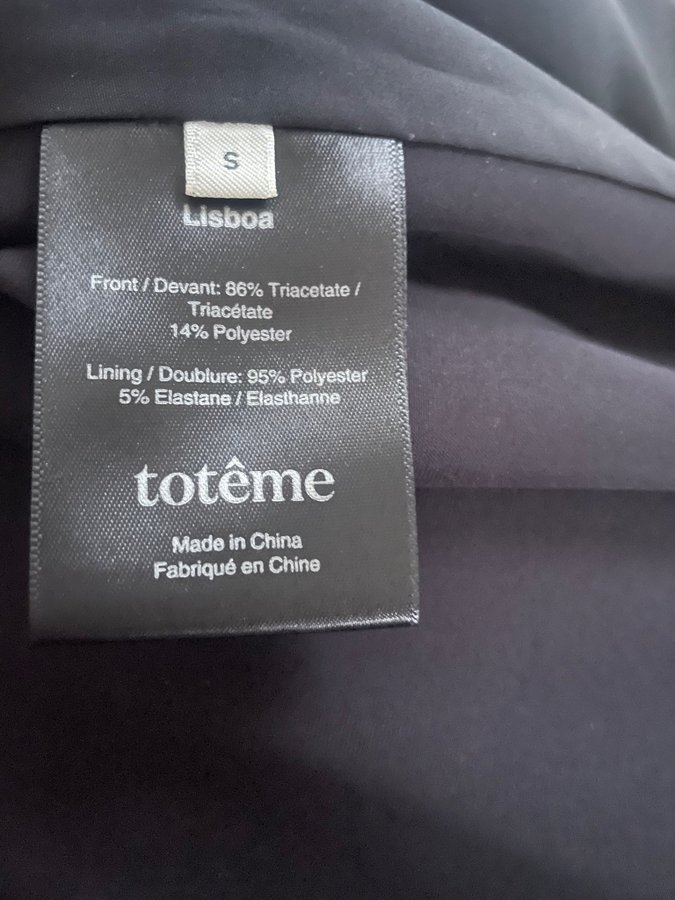 S
Lisboa
Front / Devant: 86% Triacetate /
Triacétate
14% Polyester
Lining / Doublure: 95% Polyester
5% Elastane / Elasthanne
totême
Made in China
Fabriqué en Chine